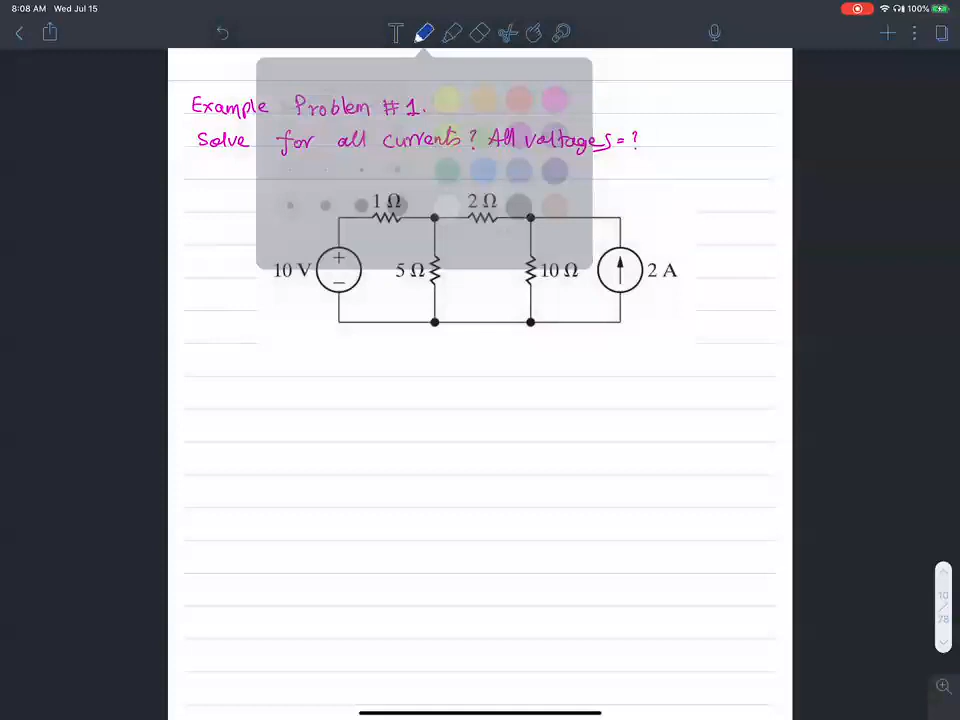 8:08 AM Wed Jul 15
100%
Example Problem # 1.
Solve for all currents? All voltages = ?
1 Ω 2 Ω
10 V + − 5 Ω 10 Ω 2 A
10
78